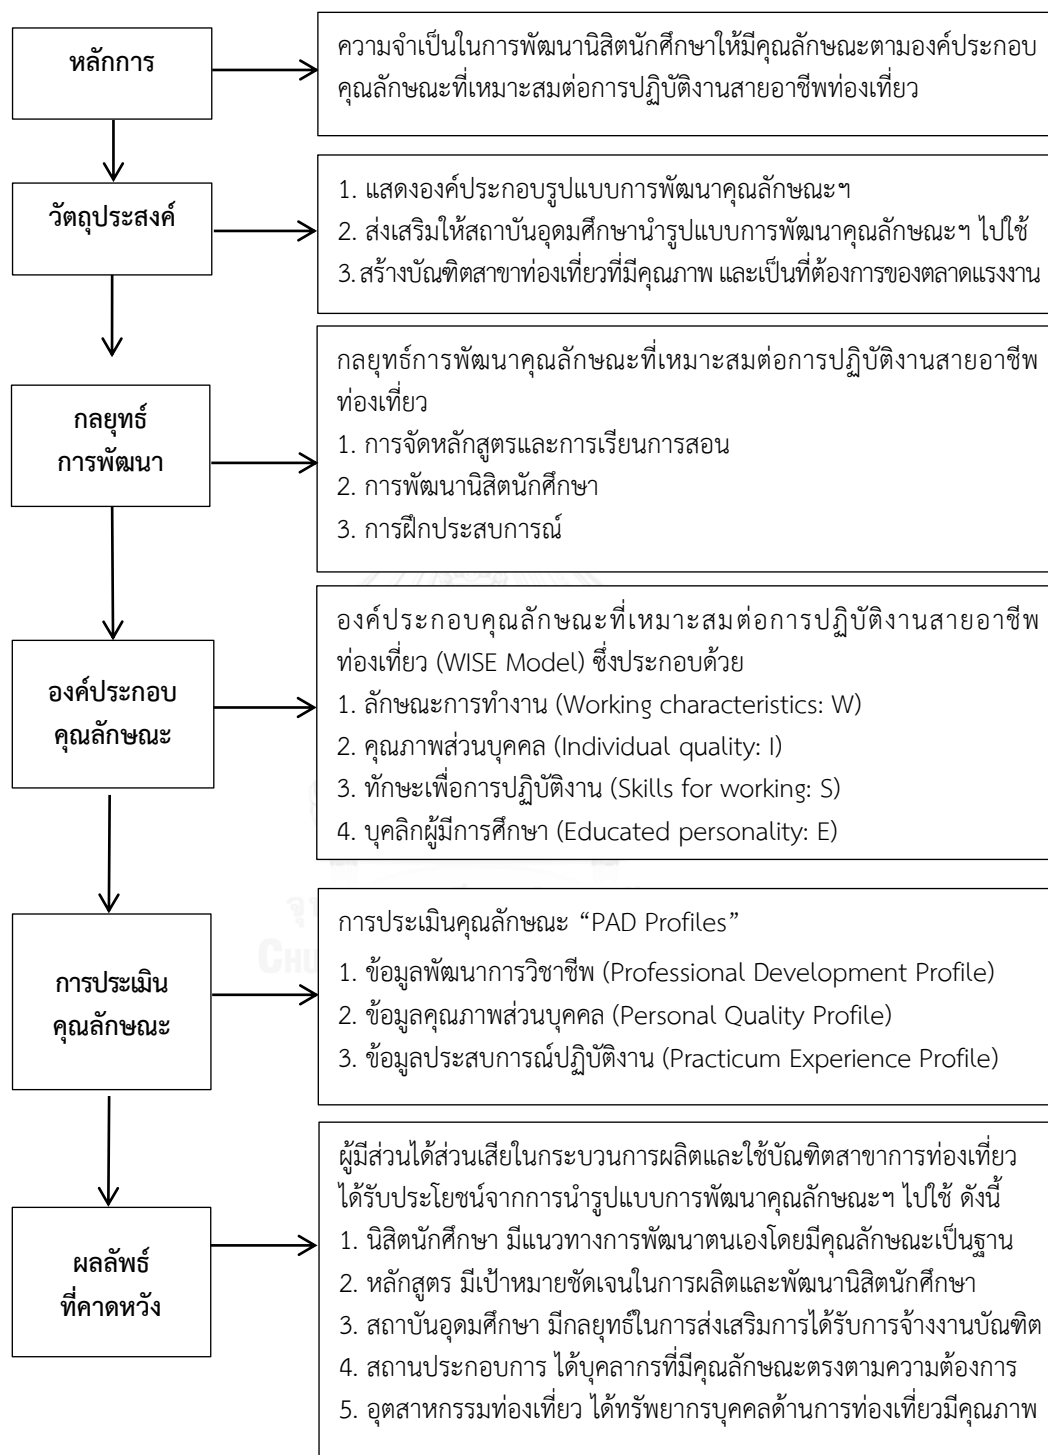 หลักการ
ความจำเป็นในการพัฒนานิสิตนักศึกษาให้มีคุณลักษณะตามองค์ประกอบ
คุณลักษณะที่เหมาะสมต่อการปฏิบัติงานสายอาชีพท่องเที่ยว
วัตถุประสงค์
1. แสดงองค์ประกอบรูปแบบการพัฒนาคุณลักษณะฯ
2. ส่งเสริมให้สถาบันอุดมศึกษานำรูปแบบการพัฒนาคุณลักษณะฯ ไปใช้
3. สร้างบัณฑิตสาขาท่องเที่ยวที่มีคุณภาพ และเป็นที่ต้องการของตลาดแรงงาน
กลยุทธ์
การพัฒนา
กลยุทธ์การพัฒนาคุณลักษณะที่เหมาะสมต่อการปฏิบัติงานสายอาชีพ
ท่องเที่ยว
1. การจัดหลักสูตรและการเรียนการสอน
2. การพัฒนานิสิตนักศึกษา
3. การฝึกประสบการณ์
องค์ประกอบ
คุณลักษณะ
องค์ประกอบคุณลักษณะที่เหมาะสมต่อการปฏิบัติงานสายอาชีพ
ท่องเที่ยว (WISE Model) ซึ่งประกอบด้วย
1. ลักษณะการทำงาน (Working characteristics: W)
2. คุณภาพส่วนบุคคล (Individual quality: I)
3. ทักษะเพื่อการปฏิบัติงาน (Skills for working: S)
4. บุคลิกผู้มีการศึกษา (Educated personality: E)
การประเมิน
คุณลักษณะ
การประเมินคุณลักษณะ “PAD Profiles”
1. ข้อมูลพัฒนาการวิชาชีพ (Professional Development Profile)
2. ข้อมูลคุณภาพส่วนบุคคล (Personal Quality Profile)
3. ข้อมูลประสบการณ์ปฏิบัติงาน (Practicum Experience Profile)
ผลลัพธ์
ที่คาดหวัง
ผู้มีส่วนได้ส่วนเสียในกระบวนการผลิตและใช้บัณฑิตสาขาการท่องเที่ยว
ได้รับประโยชน์จากการนำรูปแบบการพัฒนาคุณลักษณะฯ ไปใช้ ดังนี้
1. นิสิตนักศึกษา มีแนวทางการพัฒนาตนเองโดยมีคุณลักษณะเป็นฐาน
2. หลักสูตร มีเป้าหมายชัดเจนในการผลิตและพัฒนานิสิตนักศึกษา
3. สถาบันอุดมศึกษา มีกลยุทธ์ในการส่งเสริมการได้รับการจ้างงานบัณฑิต
4. สถานประกอบการ ได้บุคลากรที่มีคุณลักษณะตรงตามความต้องการ
5. อุตสาหกรรมท่องเที่ยว ได้ทรัพยากรบุคคลด้านการท่องเที่ยวมีคุณภาพ